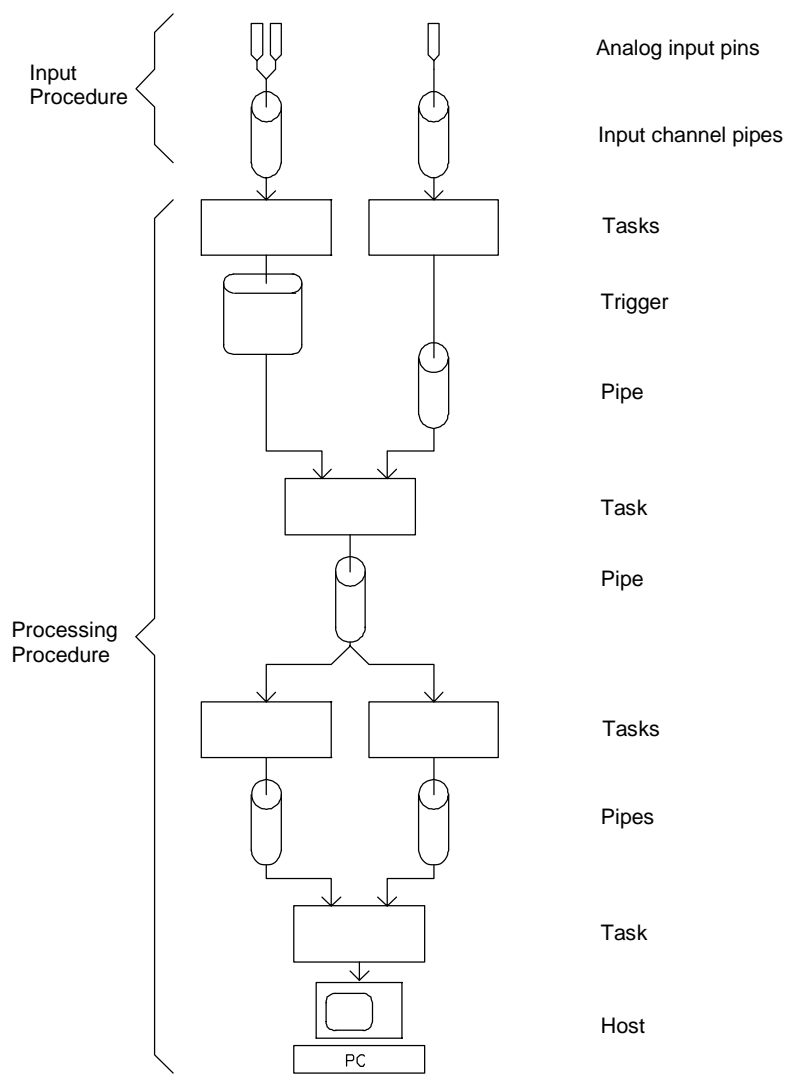 Analog input pins
Input
Procedure
Input channel pipes
Tasks
Trigger
Pipe
Task
Pipe
Processing
Procedure
Tasks
Pipes
Task
Host
PC